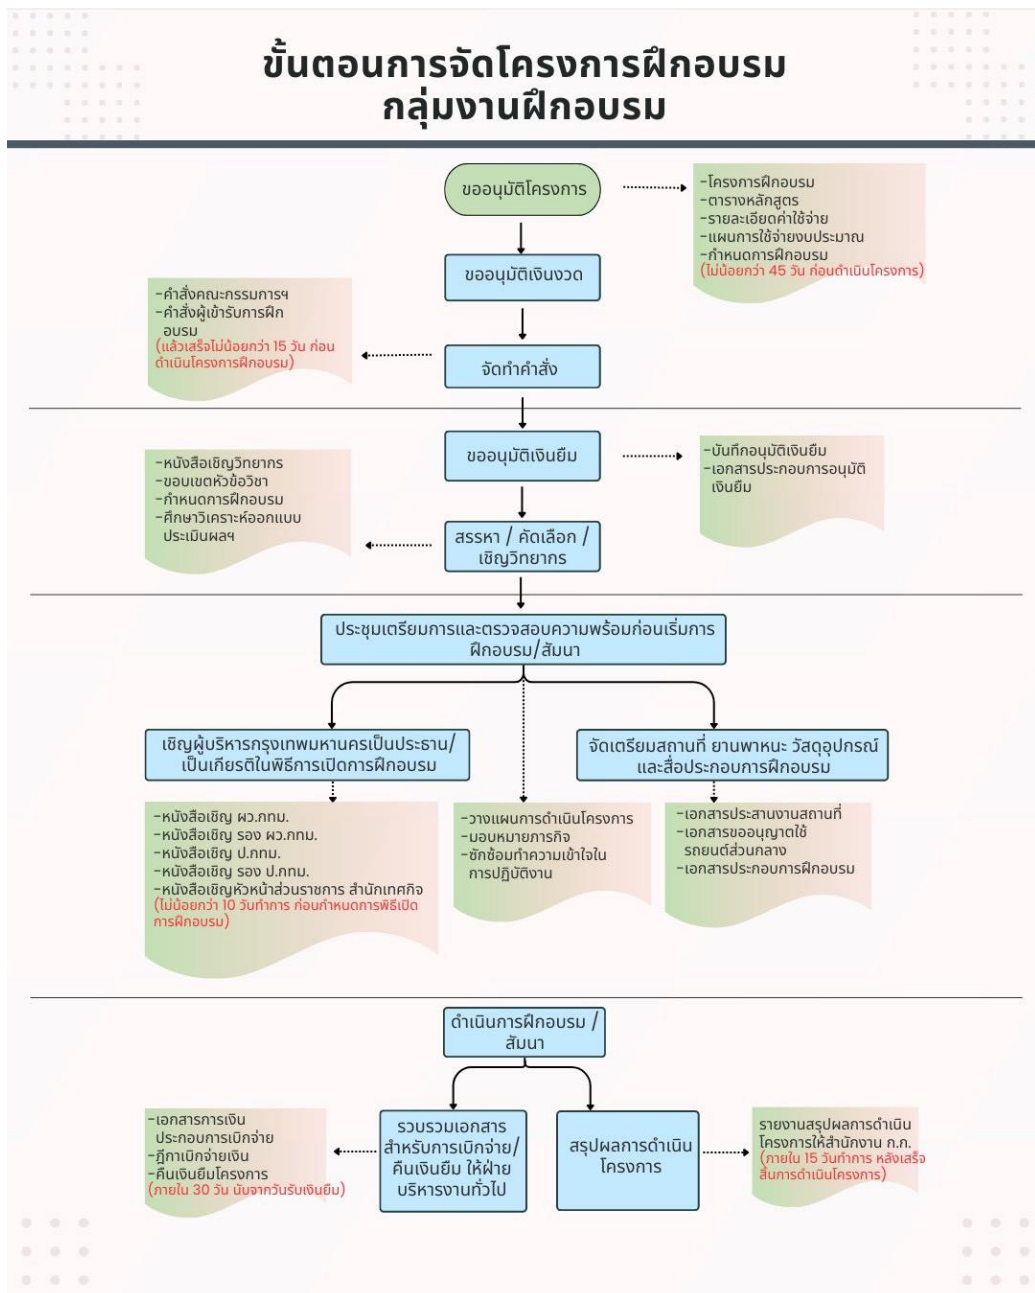 ขั้นตอนการจัดโครงการฝึกอบรม
กลุ่มงานฝึกอบรม
ขออนุมัติโครงการ
-โครงการฝึกอบรม
-ตารางหลักสูตร
-รายละเอียดค่าใช้จ่าย
-แผนการใช้จ่ายงบประมาณ
-กำหนดการฝึกอบรม
(ไม่น้อยกว่า 45 วัน ก่อนดำเนินโครงการ)
ขออนุมัติเงินงวด
-คำสั่งคณะกรรมการฯ
-คำสั่งผู้เข้ารับการฝึก
อบรม
(แล้วเสร็จไม่น้อยกว่า 15 วัน ก่อน
ดำเนินโครงการฝึกอบรม)
จัดทำคำสั่ง
ขออนุมัติเงินยืม
-บันทึกอนุมัติเงินยืม
-เอกสารประกอบการอนุมัติ
เงินยืม
-หนังสือเชิญวิทยากร
-ขอบเขตหัวข้อวิชา
-กำหนดการฝึกอบรม
-ศึกษาวิเคราะห์ออกแบบ
ประเมินผลฯ
สรรหา / คัดเลือก /
เชิญวิทยากร
ประชุมเตรียมการและตรวจสอบความพร้อมก่อนเริ่มการ
ฝึกอบรม/สัมนา
เชิญผู้บริหารกรุงเทพมหานครเป็นประธาน/
เป็นเกียรติในพิธีการเปิดการฝึกอบรม
จัดเตรียมสถานที่ ยานพาหนะ วัสดุอุปกรณ์
และสื่อประกอบการฝึกอบรม
-หนังสือเชิญ ผว.กทม.
-หนังสือเชิญ รอง ผว.กทม.
-หนังสือเชิญ ป.กทม.
-หนังสือเชิญ รอง ป.กทม.
-หนังสือเชิญหัวหน้าส่วนราชการ สำนักเทศกิจ
(ไม่น้อยกว่า 10 วันทำการ ก่อนกำหนดการพิธีเปิด
การฝึกอบรม)
-วางแผนการดำเนินโครงการ
-มอบหมายภารกิจ
-ซักซ้อมทำความเข้าใจใน
การปฏิบัติงาน
-เอกสารประสานงานสถานที่
-เอกสารขออนุญาตใช้
รถยนต์ส่วนกลาง
-เอกสารประกอบการฝึกอบรม
ดำเนินการฝึกอบรม /
สัมนา
-เอกสารการเงิน
ประกอบการเบิกจ่าย
-ฎีกาเบิกจ่ายเงิน
-คืนเงินยืมโครงการ
(ภายใน 30 วัน นับจากวันรับเงินยืม)
รวบรวมเอกสาร
สำหรับการเบิกจ่าย/
คืนเงินยืม ให้ฝ่าย
บริหารงานทั่วไป
สรุปผลการดำเนิน
โครงการ
รายงานสรุปผลการดำเนิน
โครงการให้สำนักงาน ก.ก.
(ภายใน 15 วันทำการ หลังเสร็จ
สิ้นการดำเนินโครงการ)